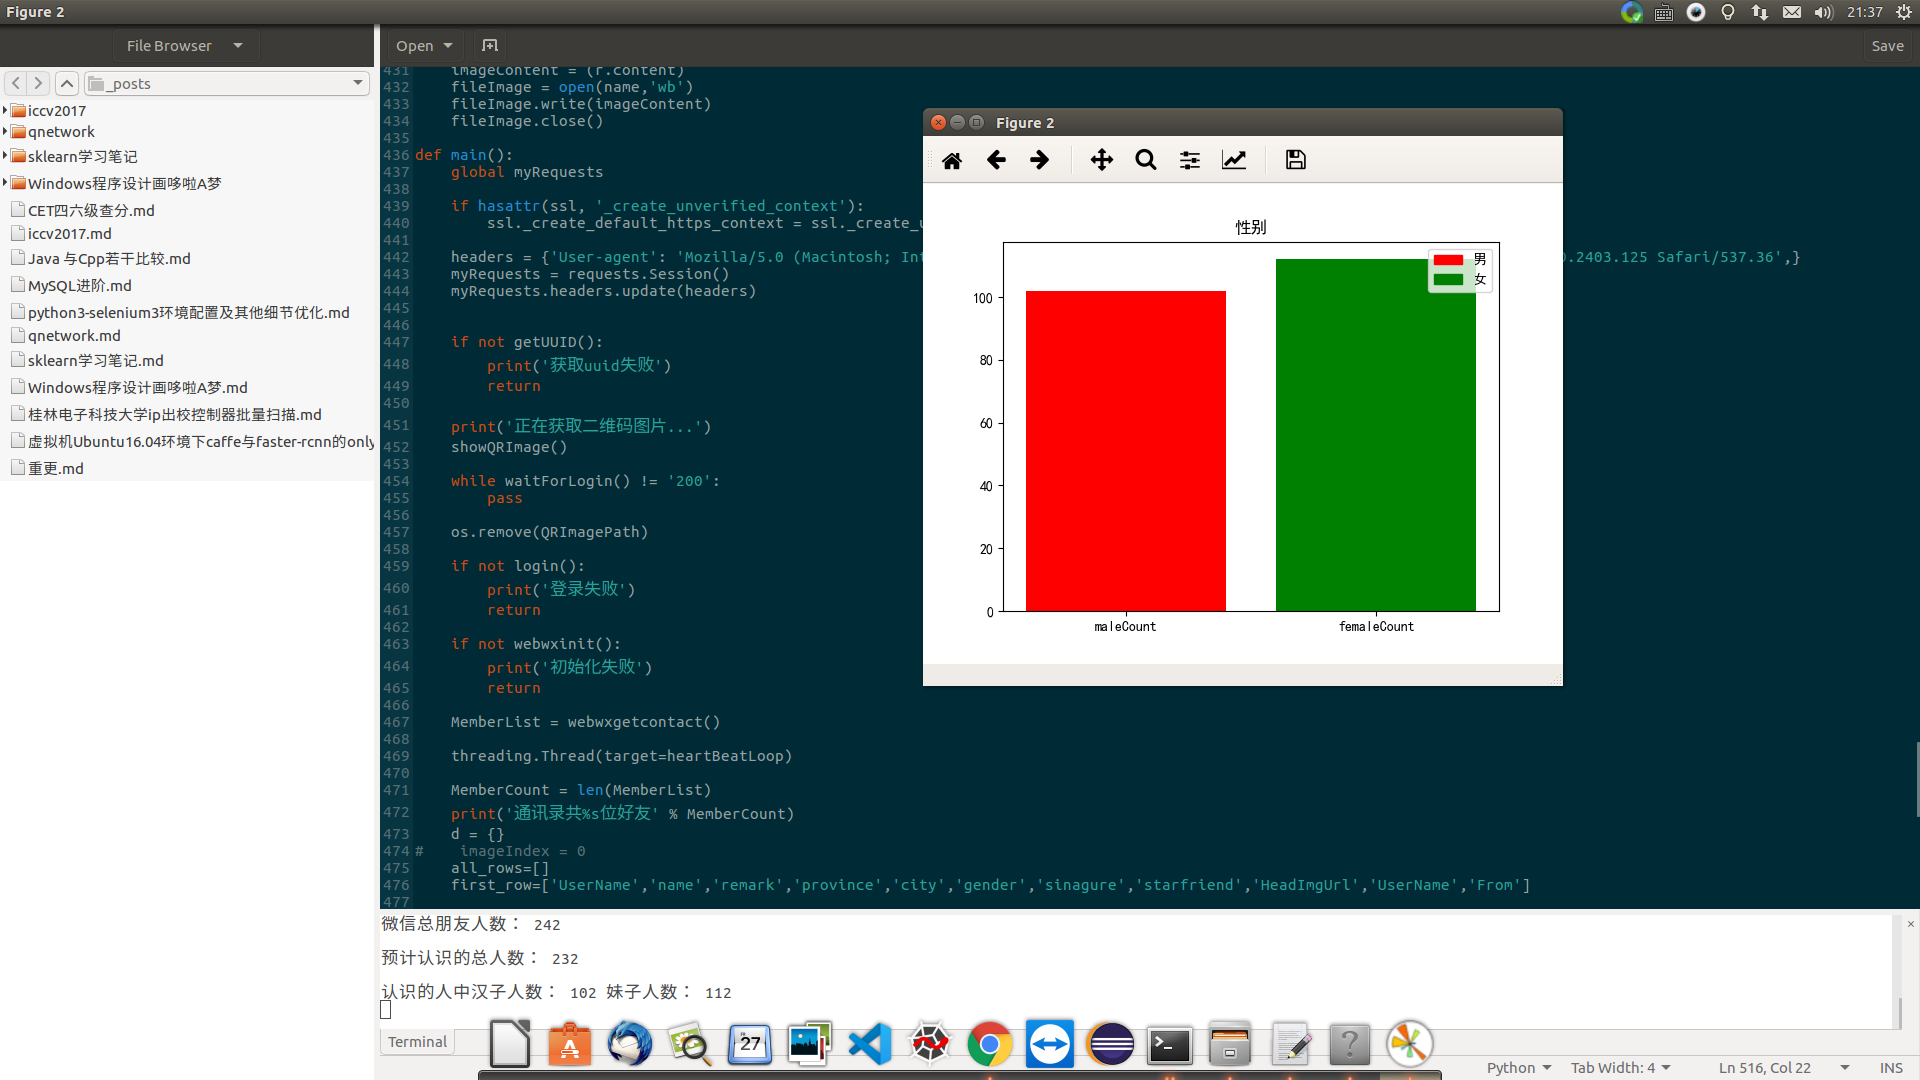 Figure 2
21:37
File Browser
Open
Save
_posts
iccv2017
qnetwork
sklearn学习笔记
Windows程序设计画哆啦A梦
CET四六级查分.md
iccv2017.md
Java 与Cpp若干比较.md
MySQL进阶.md
python3-selenium3环境配置及其他细节优化.md
qnetwork.md
sklearn学习笔记.md
Windows程序设计画哆啦A梦.md
桂林电子科技大学ip出校控制器批量扫描.md
虚拟机Ubuntu16.04环境下caffe与faster-rcnn的only
重更.md
431 imageContent = (r.content)
432 fileImage = open(name,'wb')
433 fileImage.write(imageContent)
434 fileImage.close()
435
436 def main():
437 global myRequests
438
439 if hasattr(ssl, '_create_unverified_context'):
440 ssl._create_default_https_context = ssl._create_u
441
442 headers = {'User-agent': 'Mozilla/5.0 (Macintosh; Int 0.2403.125 Safari/537.36',}
443 myRequests = requests.Session()
444 myRequests.headers.update(headers)
445
446
447 if not getUUID():
448 print('获取uuid失败')
449 return
450
451 print('正在获取二维码图片...')
452 showQRImage()
453
454 while waitForLogin() != '200':
455 pass
456
457 os.remove(QRImagePath)
458
459 if not login():
460 print('登录失败')
461 return
462
463 if not webwxinit():
464 print('初始化失败')
465 return
466
467 MemberList = webwxgetcontact()
468
469 threading.Thread(target=heartBeatLoop)
470
471 MemberCount = len(MemberList)
472 print('通讯录共%s位好友' % MemberCount)
473 d = {}
474 # imageIndex = 0
475 all_rows=[]
476 first_row=['UserName','name','remark','province','city','gender','sinagure','starfriend','HeadImgUrl','UserName','From']
477
Figure 2
性别
男
女
100
80
60
40
20
0
maleCount femaleCount
微信总朋友人数： 242
预计认识的总人数： 232
认识的人中汉子人数： 102 妹子人数： 112
Terminal
27
Python
Tab Width: 4
Ln 516, Col 22
INS